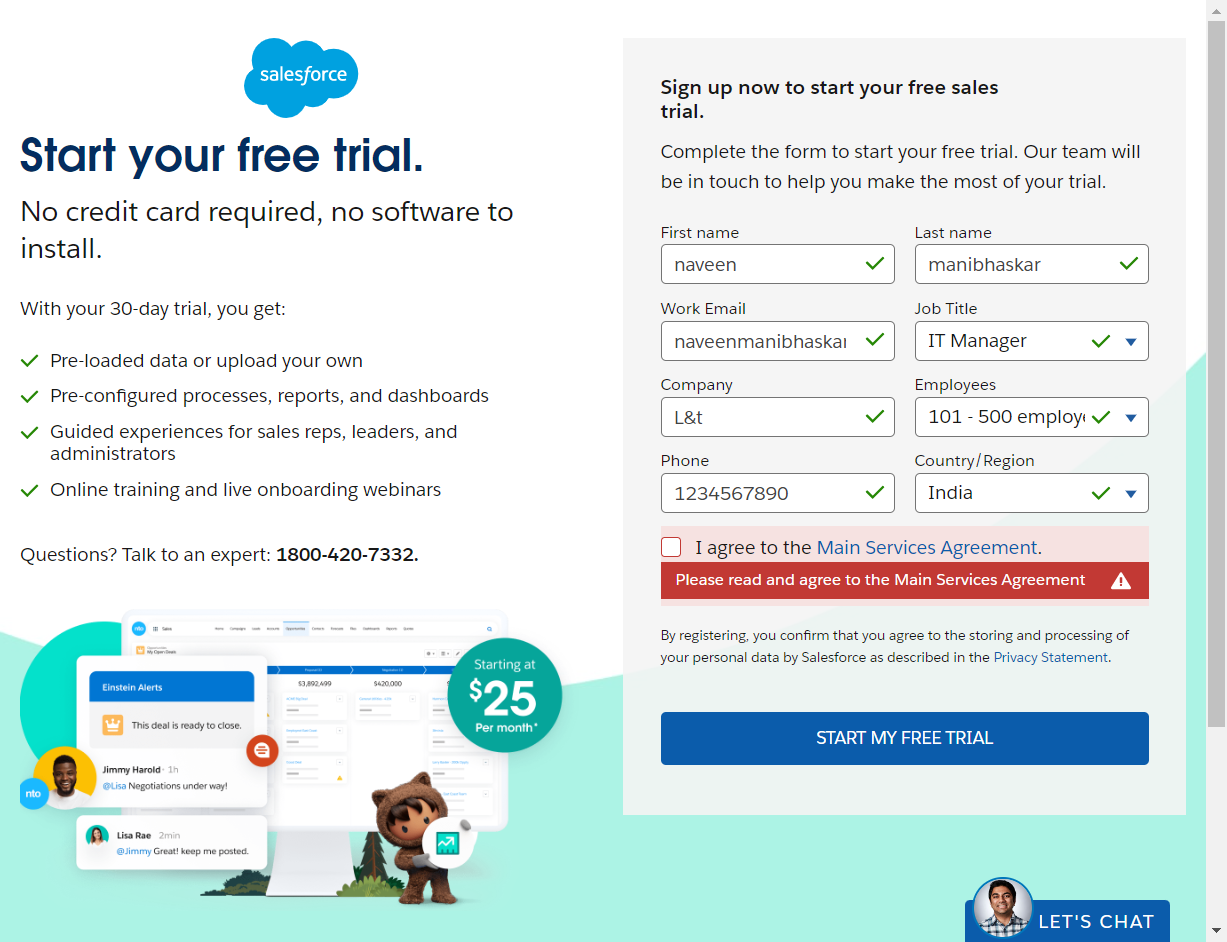 salesforce
Start your free trial.
No credit card required, no software to
install.
With your 30-day trial, you get:
Pre-loaded data or upload your own
Pre-configured processes, reports, and dashboards
Guided experiences for sales reps, leaders, and
administrators
Online training and live onboarding webinars
Questions? Talk to an expert: 1800-420-7332.
nto
Sales
My Open Deals
$3,892,499
$420,000
Einstein Alerts
This deal is ready to close.
Starting at
$25
Per month*
Jimmy Harold · 1h
@Lisa Negotiations under way!
nto
Lisa Rae 2min
@Jimmy Great! keep me posted.
Sign up now to start your free sales
trial.
Complete the form to start your free trial. Our team will
be in touch to help you make the most of your trial.
First name
Last name
naveen
manibhaskar
Work Email
Job Title
naveenmanibhaskar
IT Manager
Company
Employees
L&t
101 - 500 employe
Phone
Country/Region
1234567890
India
I agree to the Main Services Agreement.
Please read and agree to the Main Services Agreement
By registering, you confirm that you agree to the storing and processing of
your personal data by Salesforce as described in the Privacy Statement.
START MY FREE TRIAL
LET'S CHAT